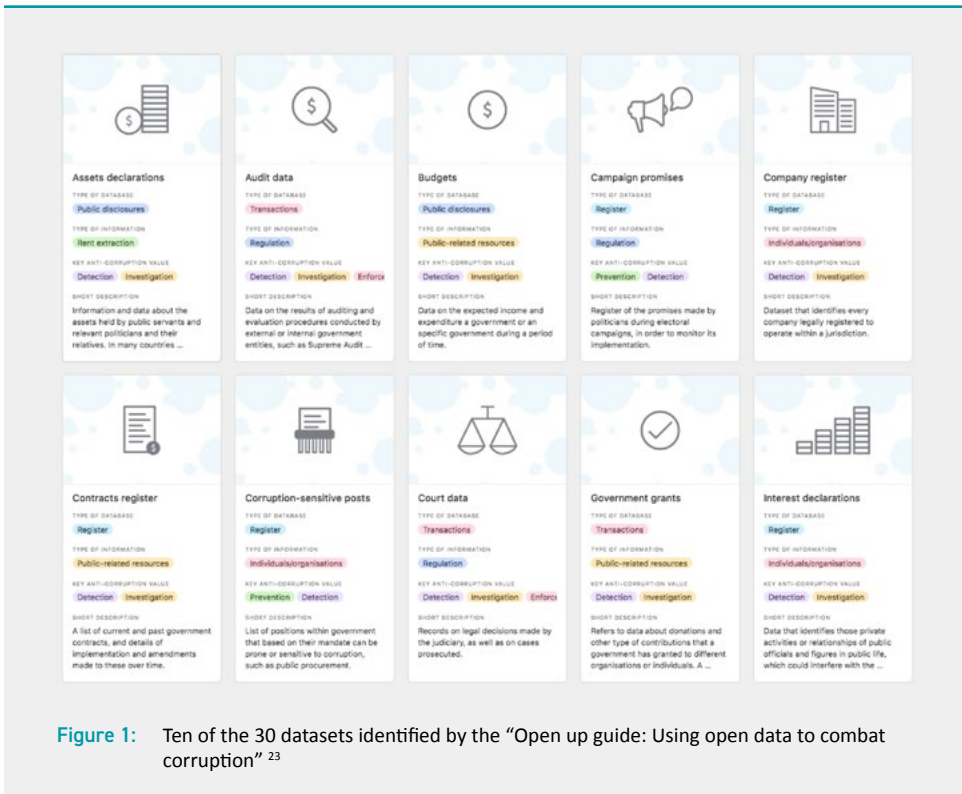 Assets declarations
TYPE OF DATABASE
Public disclosures
TYPE OF INFORMATION
Rent extraction
KEY ANTI-CORRUPTION VALUE
Detection Investigation
SHORT DESCRIPTION
Information and data about the
assets held by public servants and
relevant politicians and their
relatives. In many countries ...
Audit data
TYPE OF DATABASE
Transactions
TYPE OF INFORMATION
Regulation
KEY ANTI-CORRUPTION VALUE
Detection Investigation Enforce
SHORT DESCRIPTION
Data on the results of auditing and
evaluation procedures conducted by
external or internal government
entities, such as Supreme Audit ...
Budgets
TYPE OF DATABASE
Public disclosures
TYPE OF INFORMATION
Public-related resources
KEY ANTI-CORRUPTION VALUE
Detection Investigation
SHORT DESCRIPTION
Data on the expected income and
expenditure a government or an
specific government during a period
of time.
Campaign promises
TYPE OF DATABASE
Register
TYPE OF INFORMATION
Regulation
KEY ANTI-CORRUPTION VALUE
Prevention Detection
SHORT DESCRIPTION
Register of the promises made by
politicians during electoral
campaigns, in order to monitor its
implementation.
Company register
TYPE OF DATABASE
Register
TYPE OF INFORMATION
Individuals/organisations
KEY ANTI-CORRUPTION VALUE
Detection Investigation
SHORT DESCRIPTION
Dataset that identifies every
company legally registered to
operate within a jurisdiction.
Contracts register
TYPE OF DATABASE
Register
TYPE OF INFORMATION
Public-related resources
KEY ANTI-CORRUPTION VALUE
Detection Investigation
SHORT DESCRIPTION
A list of current and past government
contracts, and details of
implementation and amendments
made to these over time.
Corruption-sensitive posts
TYPE OF DATABASE
Register
TYPE OF INFORMATION
Individuals/organisations
KEY ANTI-CORRUPTION VALUE
Prevention Detection
SHORT DESCRIPTION
List of positions within government
that based on their mandate can be
prone or sensitive to corruption,
such as public procurement.
Court data
TYPE OF DATABASE
Transactions
TYPE OF INFORMATION
Regulation
KEY ANTI-CORRUPTION VALUE
Detection Investigation Enforce
SHORT DESCRIPTION
Records on legal decisions made by
the judiciary, as well as on cases
prosecuted.
Government grants
TYPE OF DATABASE
Transactions
TYPE OF INFORMATION
Public-related resources
KEY ANTI-CORRUPTION VALUE
Detection Investigation
SHORT DESCRIPTION
Refers to data about donations and
other type of contributions that a
government has granted to different
organisations or individuals. A ...
Interest declarations
TYPE OF DATABASE
Register
TYPE OF INFORMATION
Individuals/organisations
KEY ANTI-CORRUPTION VALUE
Detection Investigation
SHORT DESCRIPTION
Data that identifies those private
activities or relationships of public
officials and figures in public life,
which could interfere with the ...
Figure 1: Ten of the 30 datasets identified by the “Open up guide: Using open data to combat
corruption” 23